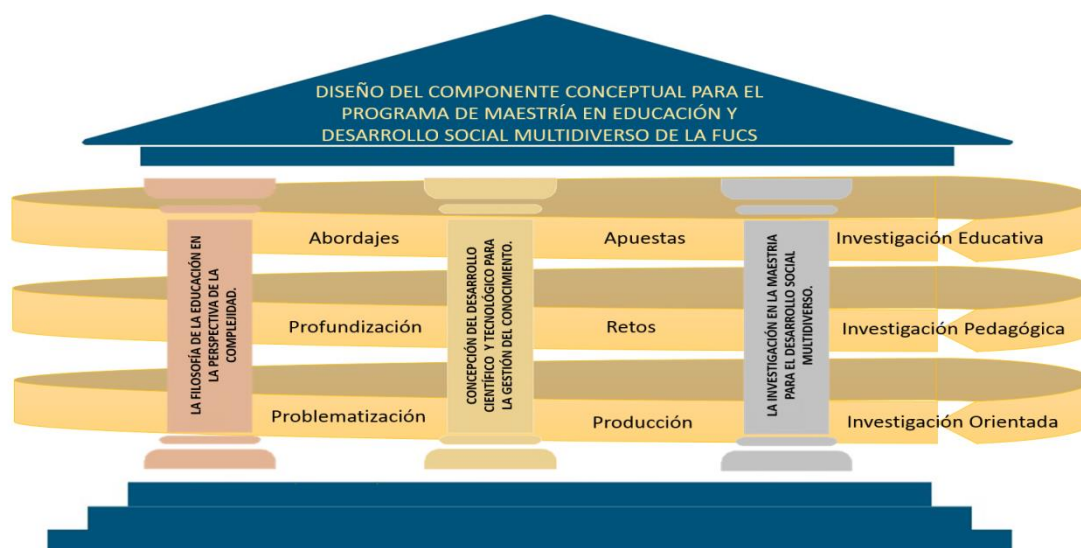 DISEÑO DEL COMPONENTE CONCEPTUAL PARA EL
PROGRAMA DE MAESTRÍA EN EDUCACIÓN Y
DESARROLLO SOCIAL MULTIDIVERSO DE LA FUCS
LA FILOSOFÍA DE LA EDUCACIÓN EN
LA PERSPECTIVA DE LA
COMPLEJIDAD.
Abordajes
Profundización
Problematización
CONCEPCIÓN DEL DESARROLLO
CIENTÍFICO Y TECNOLÓGICO PARA
LA GESTIÓN DEL CONOCIMIENTO.
Apuestas
Retos
Producción
LA INVESTIGACIÓN EN LA MAESTRIA
PARA EL DESARROLLO SOCIAL
MULTIDIVERSO.
Investigación Educativa
Investigación Pedagógica
Investigación Orientada